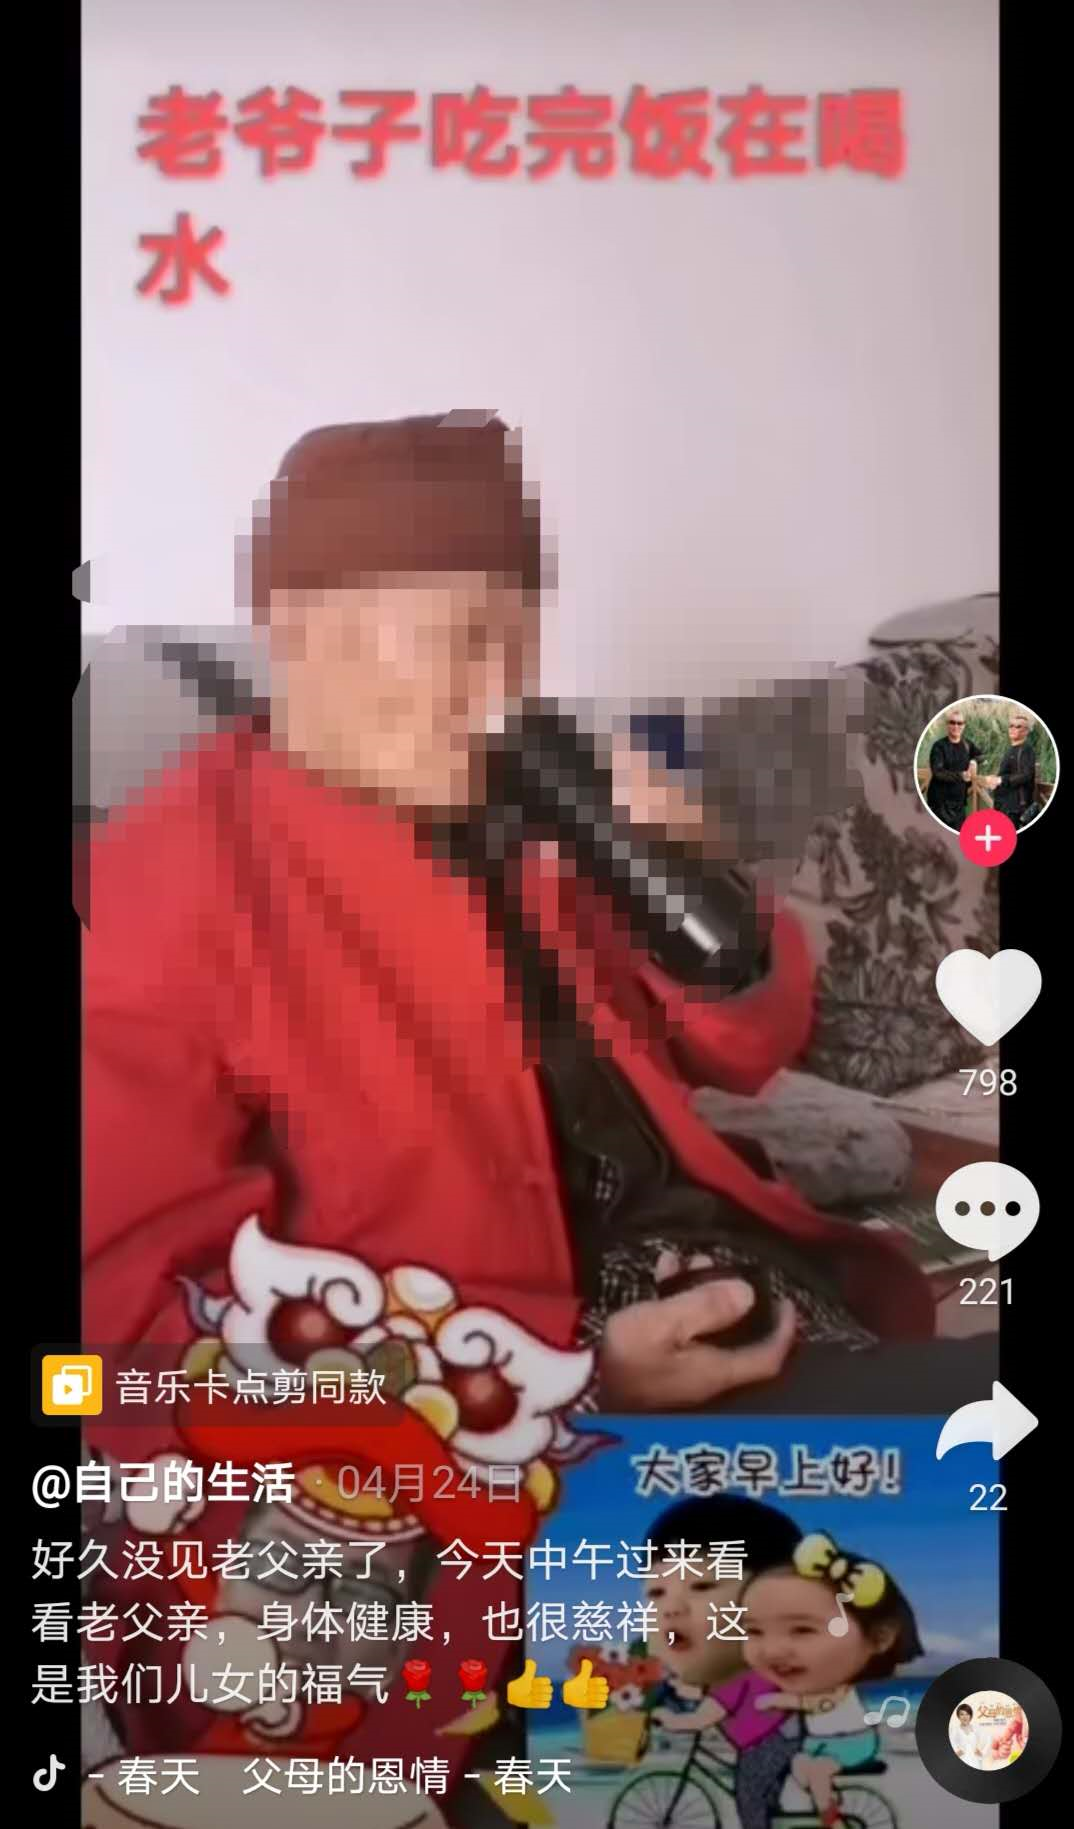 老爷子吃完饭在喝
水
798
221
音乐卡点剪同款
22
大家早上好!
@自己的生活 · 04月24日
好久没见老父亲了，今天中午过来看
看老父亲，身体健康，也很慈祥，这
是我们儿女的福气🌹🌹👍👍
- 春天 父母的恩情 - 春天